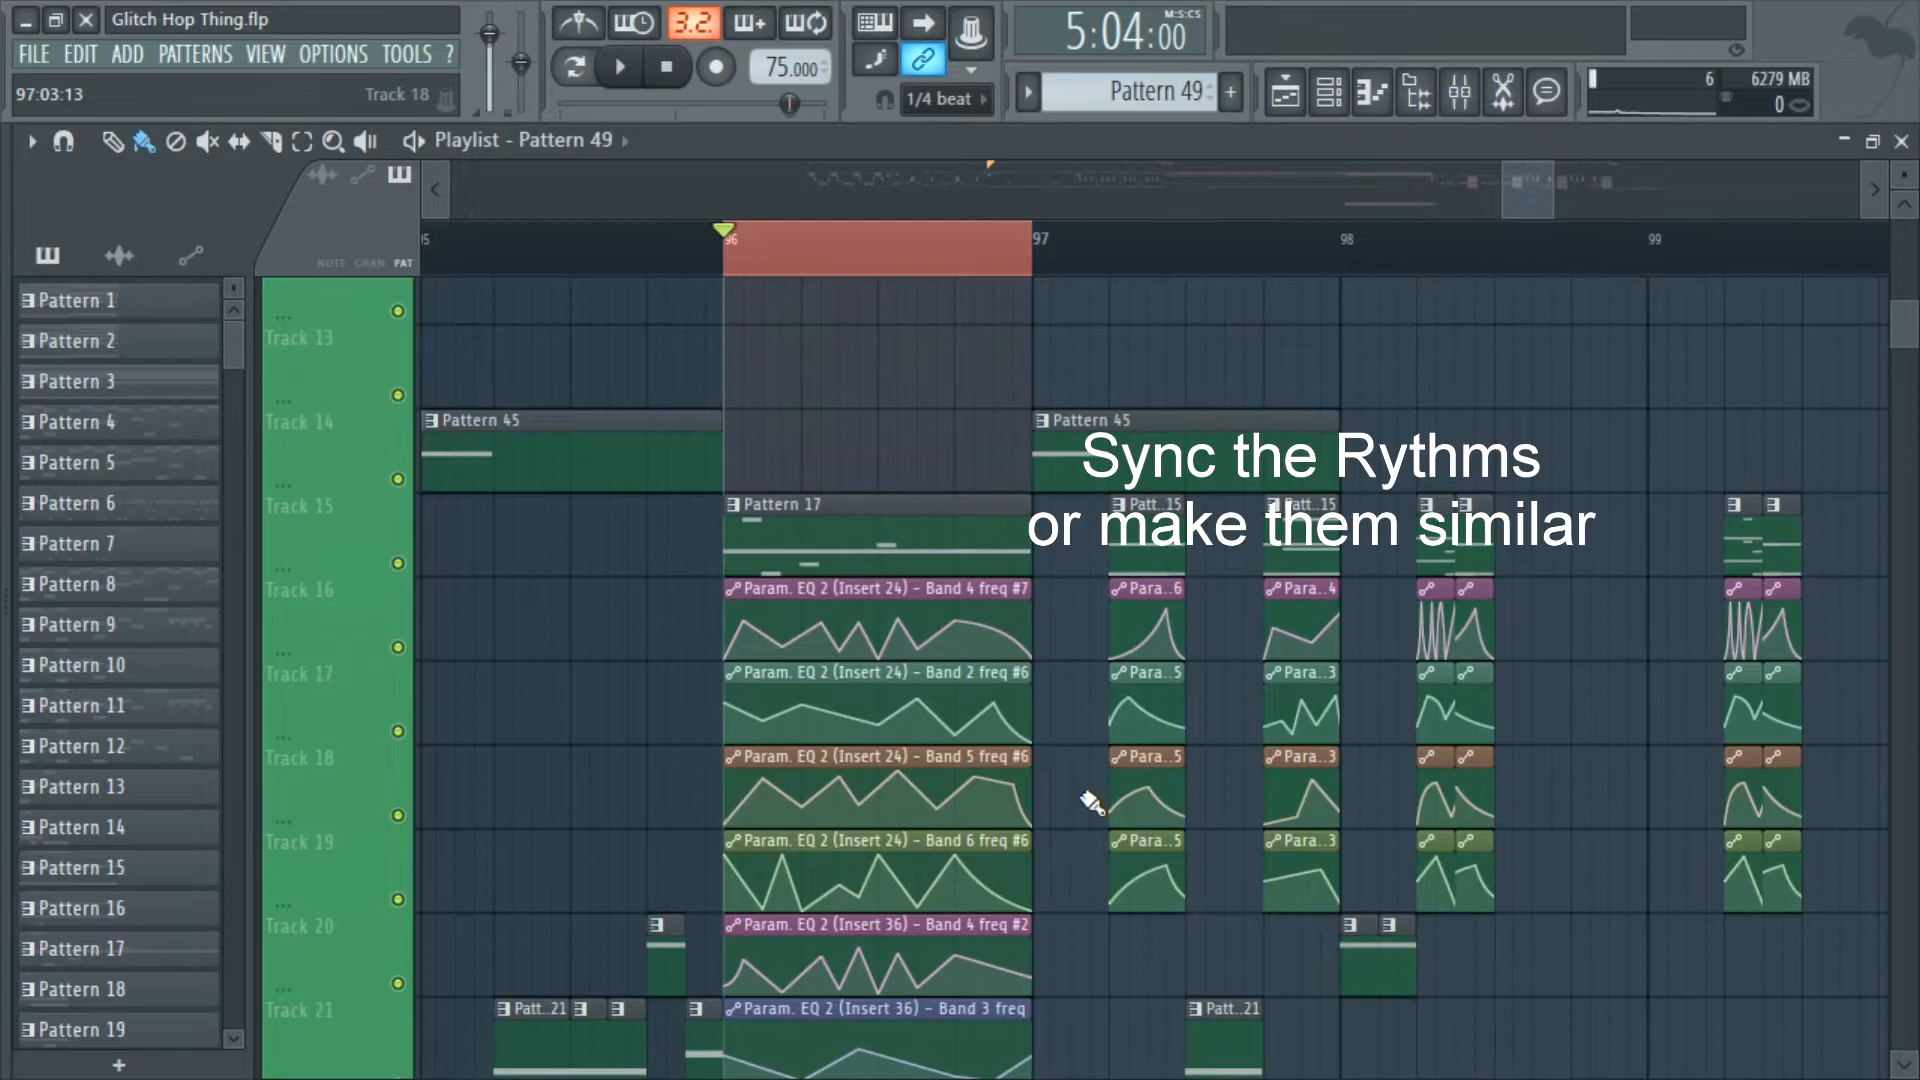 Glitch Hop Thing.flp
FILE EDIT ADD PATTERNS VIEW OPTIONS TOOLS ?
97:03:13 Track 18
3.2.
75.000
1/4 beat
5:04:00 M:S:CS
Pattern 49
6 6279 MB
0
Playlist - Pattern 49
NOTE CHAN PAT
96 97 98 99
Pattern 1
Pattern 2
Pattern 3
Pattern 4
Pattern 5
Pattern 6
Pattern 7
Pattern 8
Pattern 9
Pattern 10
Pattern 11
Pattern 12
Pattern 13
Pattern 14
Pattern 15
Pattern 16
Pattern 17
Pattern 18
Pattern 19
+
Track 13
Track 14
Track 15
Track 16
Track 17
Track 18
Track 19
Track 20
Track 21
Pattern 45 Pattern 45
Sync the Rythms
or make them similar
Pattern 17 Patt..15 Patt..15
Param. EQ 2 (Insert 24) - Band 4 freq #7 Para..6 Para..4
Param. EQ 2 (Insert 24) - Band 2 freq #6 Para..5 Para..3
Param. EQ 2 (Insert 24) - Band 5 freq #6 Para..5 Para..3
Param. EQ 2 (Insert 24) - Band 6 freq #6 Para..5 Para..3
Param. EQ 2 (Insert 36) - Band 4 freq #2
Patt..21 Param. EQ 2 (Insert 36) - Band 3 freq Patt..21